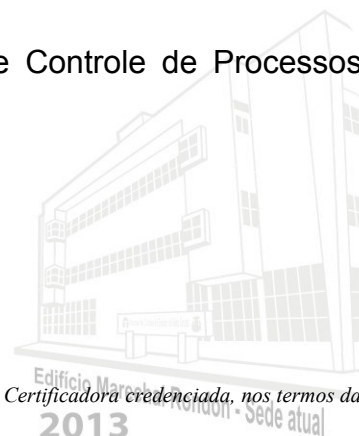 e Controle de Processos
Certificadora credenciada, nos termos da
Edifício Marechal Rondon - Sede atual
2013